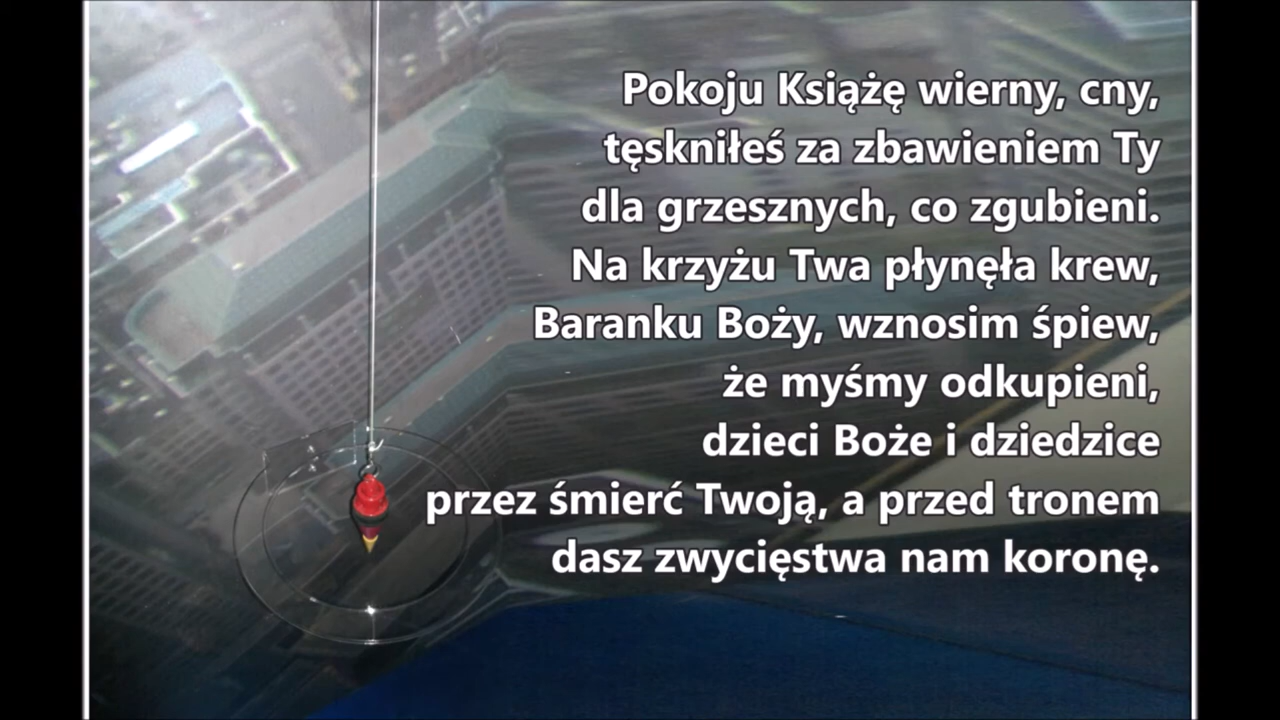 Pokoju Książę wierny, cny,
tęskniłeś za zbawieniem Ty
dla grzesznych, co zgubieni.
Na krzyżu Twa płynęła krew,
Baranku Boży, wznosim śpiew,
że myśmy odkupieni,
dzieci Boże i dziedzice
przez śmierć Twoją, a przed tronem
dasz zwycięstwa nam koronę.